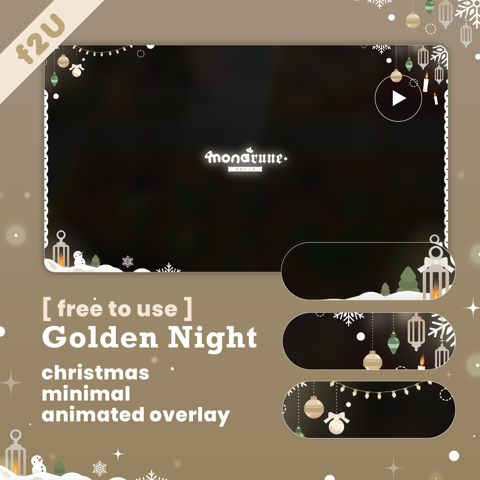 f2U
monarune
[ free to use ]
Golden Night
christmas
minimal
animated overlay